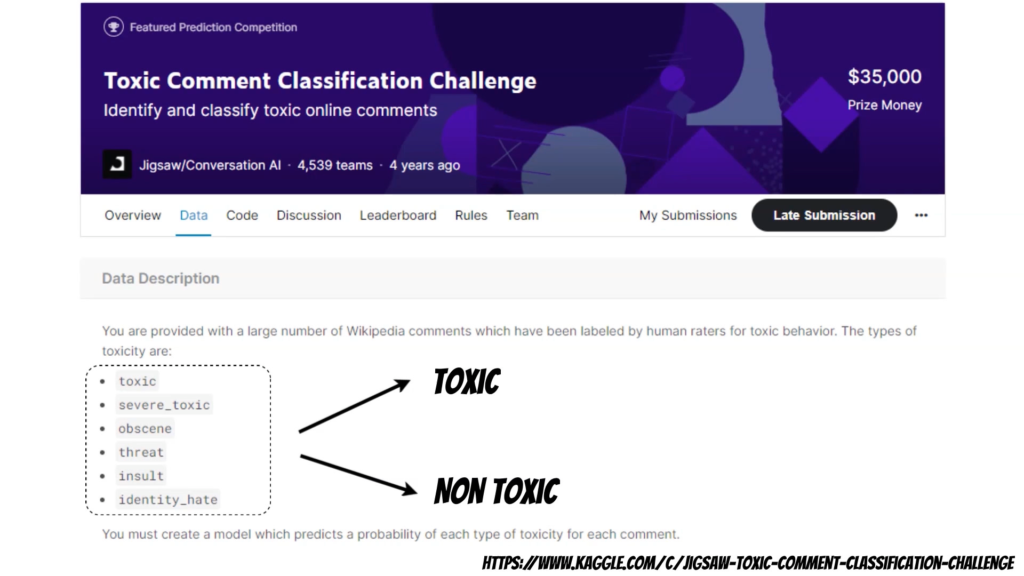 Featured Prediction Competition
Toxic Comment Classification Challenge
Identify and classify toxic online comments
$35,000
Prize Money
Jigsaw/Conversation AI · 4,539 teams · 4 years ago
Overview Data Code Discussion Leaderboard Rules Team My Submissions Late Submission ...
Data Description
You are provided with a large number of Wikipedia comments which have been labeled by human raters for toxic behavior. The types of
toxicity are:
• toxic
• severe_toxic
• obscene
• threat
• insult
• identity_hate
TOXIC
NON TOXIC
You must create a model which predicts a probability of each type of toxicity for each comment.
HTTPS://WWW.KAGGLE.COM/C/JIGSAW-TOXIC-COMMENT-CLASSIFICATION-CHALLENGE